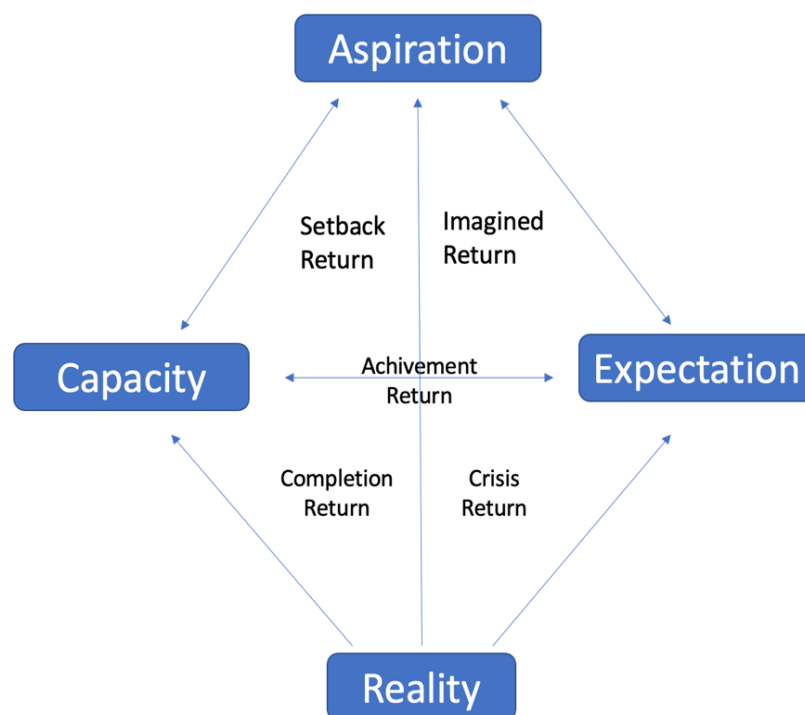 Aspiration
Setback
Return
Imagined
Return
Capacity
Achivement
Return
Expectation
Completion
Return
Crisis
Return
Reality